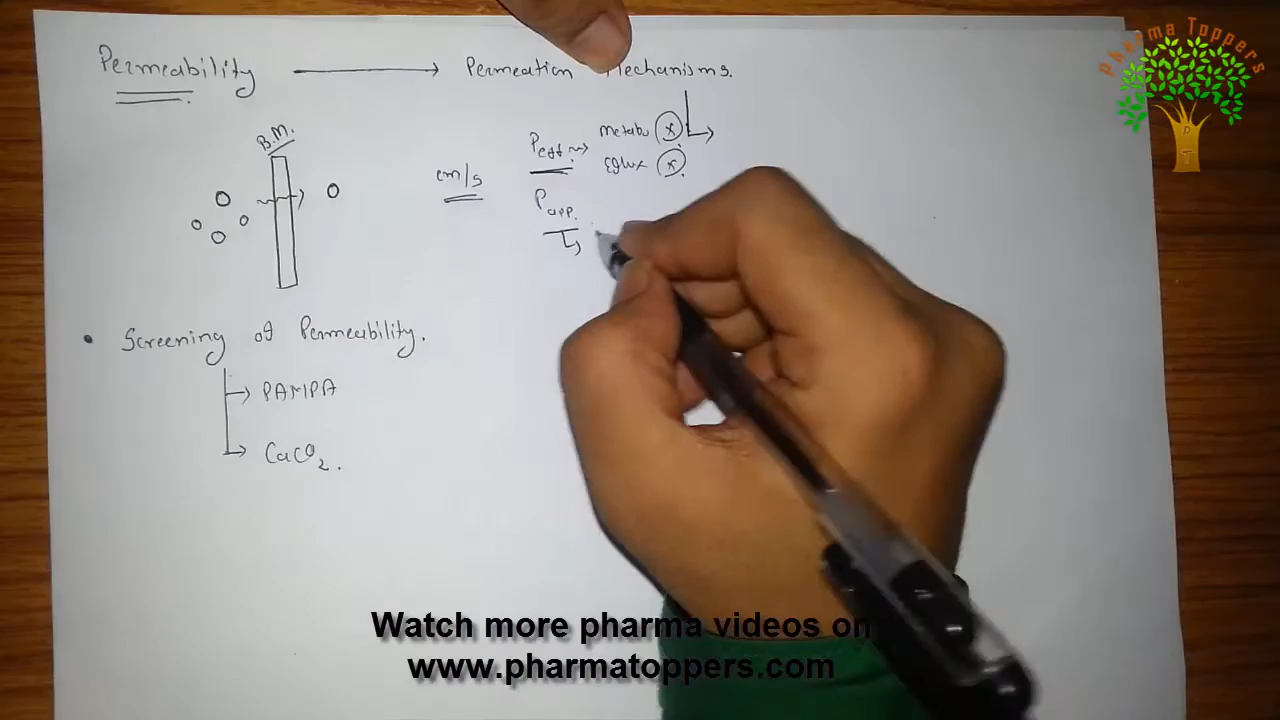 Permeability → Permeation Mechanisms.
B.M.
cm/s
Peff. → Metabo (x)
Efflux (x)
Papp.
• Screening of Permeability.
→ PAMPA
→ CaCO2.
Pharma Toppers
PT
Watch more pharma videos on
www.pharmatoppers.com